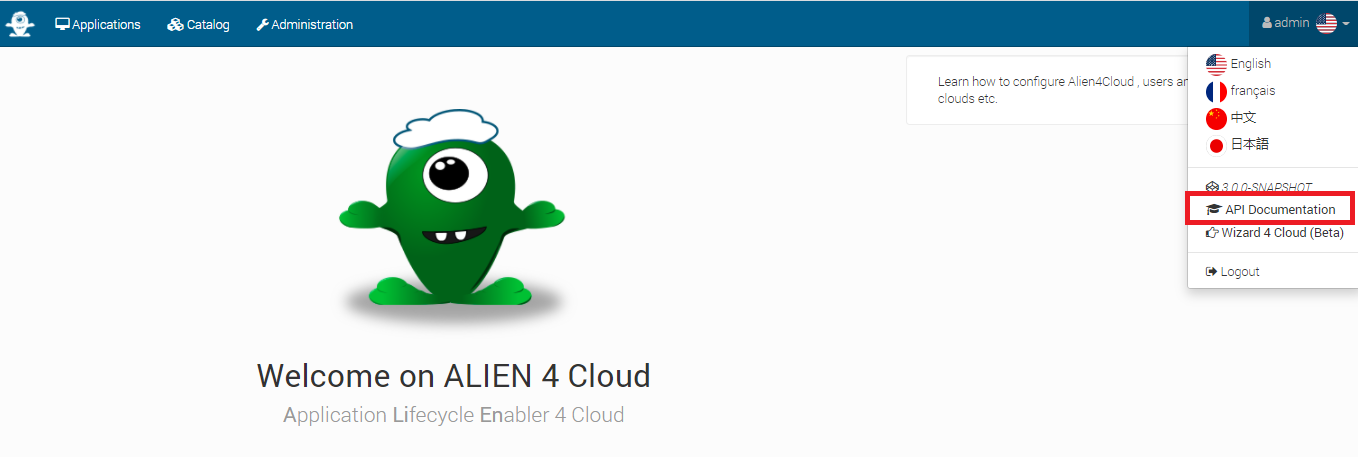 Applications Catalog Administration admin
Learn how to configure Alien4Cloud , users an
clouds etc.
English
français
中文
日本語
3.0.0-SNAPSHOT
API Documentation
Wizard 4 Cloud (Beta)
Logout
Welcome on ALIEN 4 Cloud
Application Lifecycle Enabler 4 Cloud